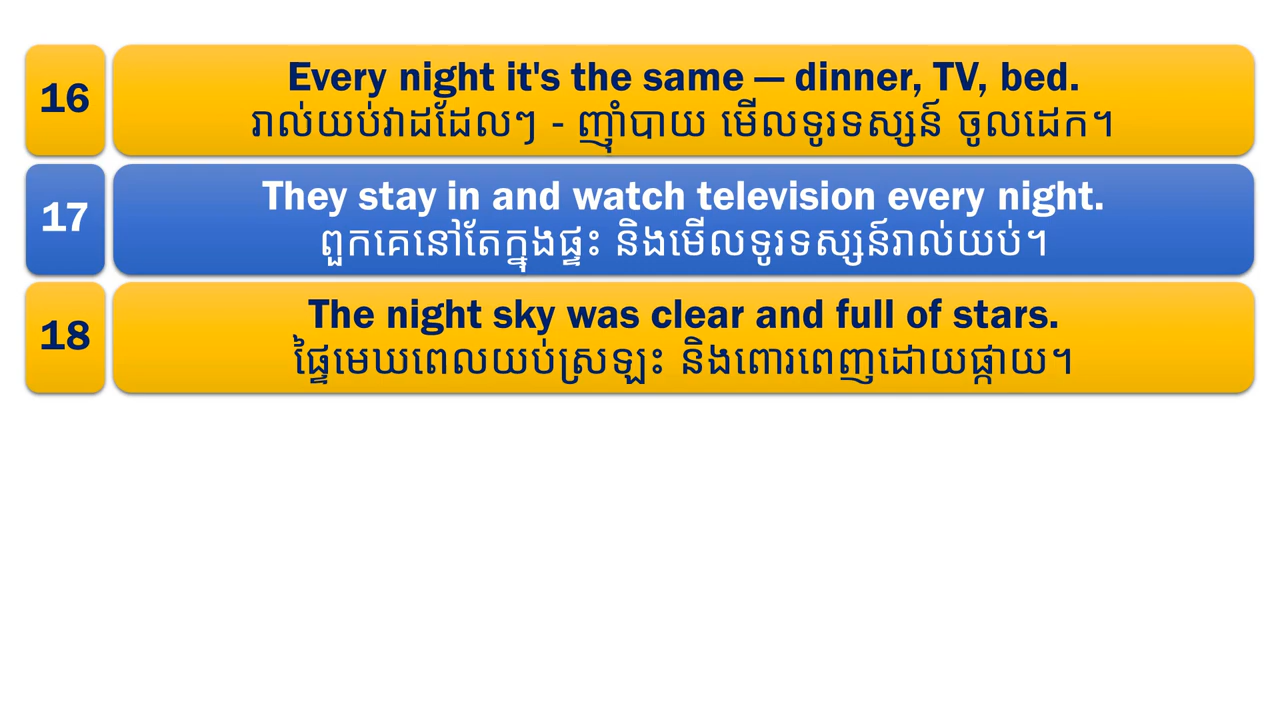 16
Every night it's the same — dinner, TV, bed.
រាល់យប់វាដដែលៗ - ញ៉ាំបាយ មើលទូរទស្សន៍ ចូលដេក។
17
They stay in and watch television every night.
ពួកគេនៅតែក្នុងផ្ទះ និងមើលទូរទស្សន៍រាល់យប់។
18
The night sky was clear and full of stars.
ផ្ទៃមេឃពេលយប់ស្រឡះ និងពោរពេញដោយផ្កាយ។